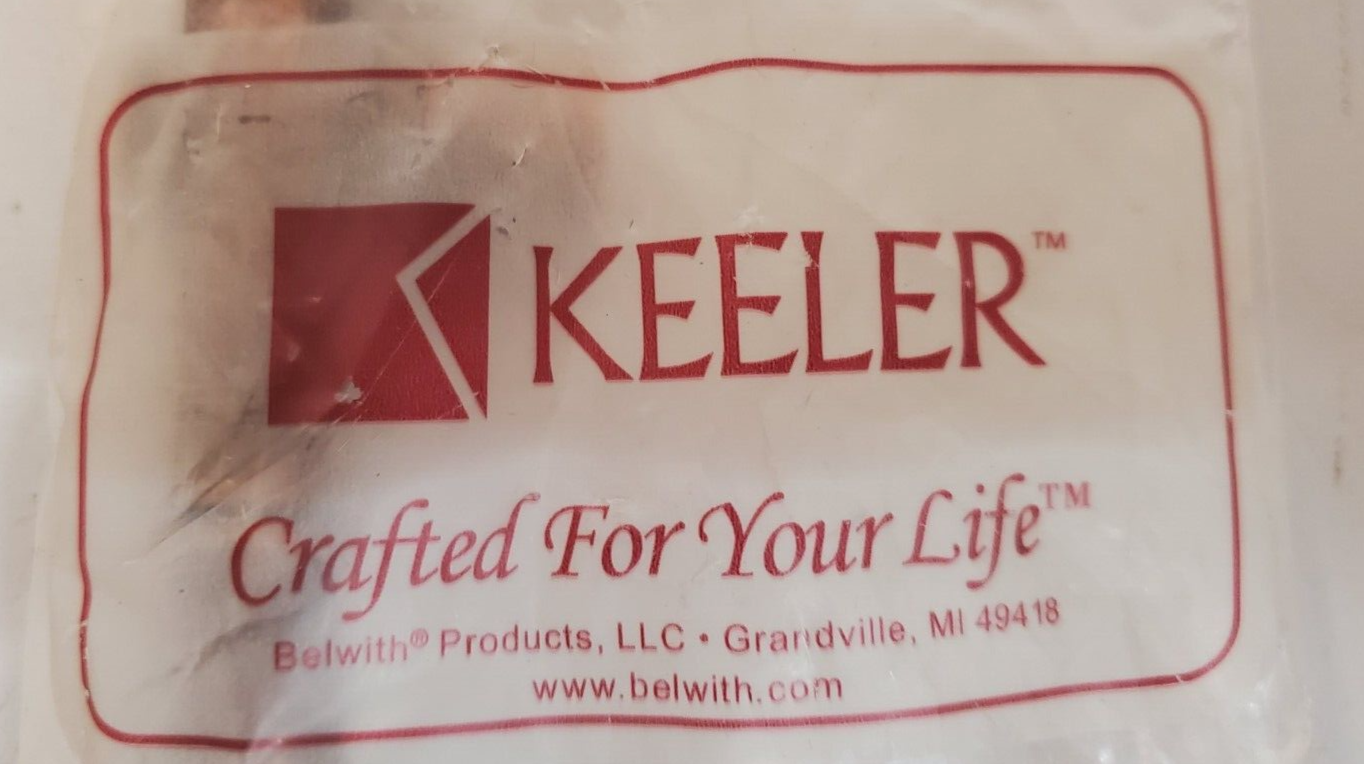 KEELER™
Crafted For Your Life™
Belwith® Products, LLC • Grandville, MI 49418
www.belwith.com